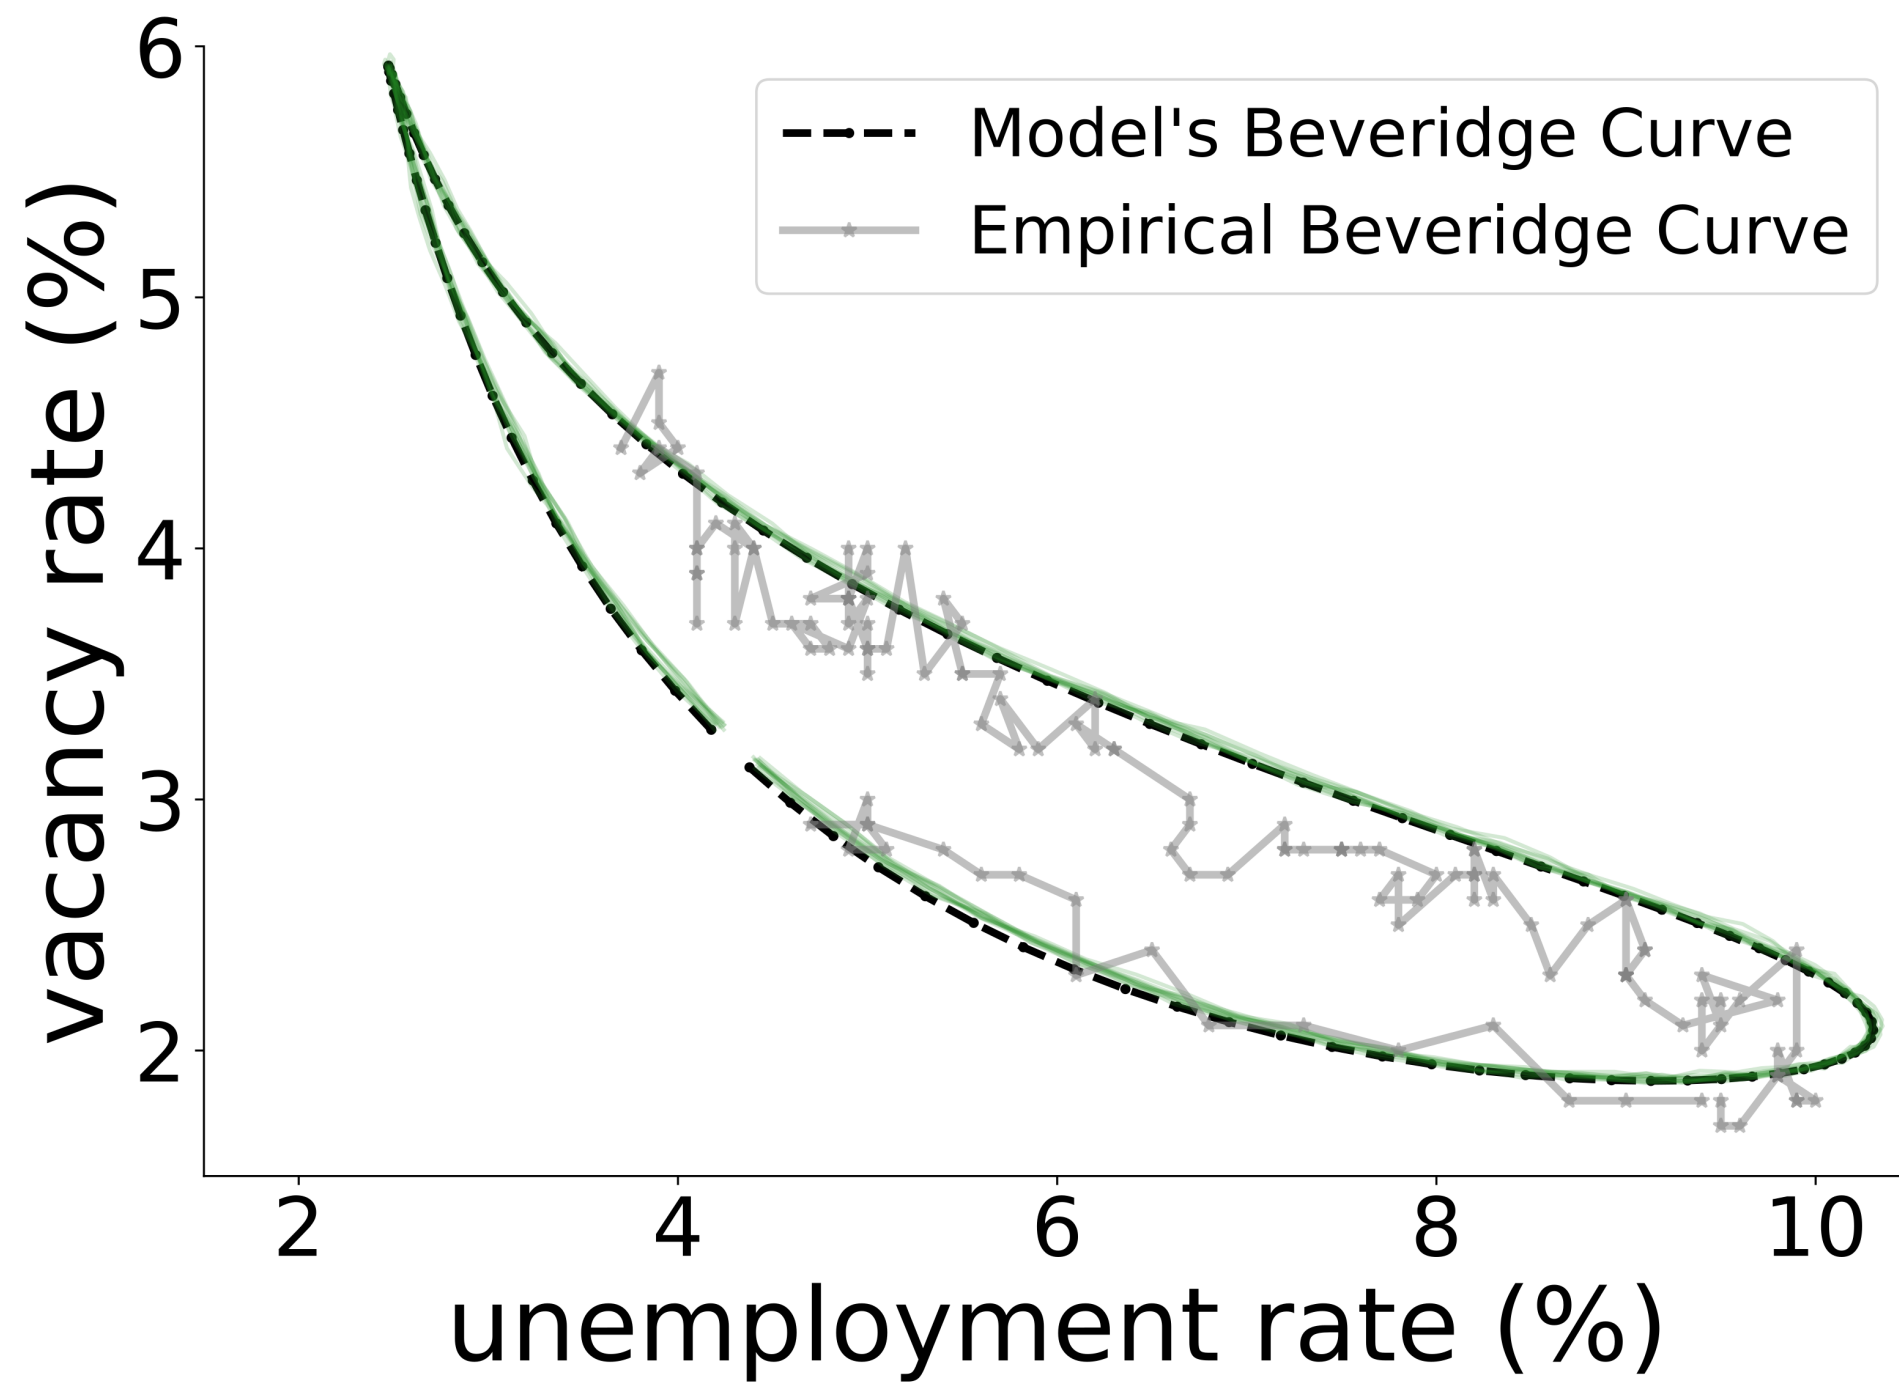 6
5
4
3
2
vacancy rate (%)
Model's Beveridge Curve
Empirical Beveridge Curve
2 4 6 8 10
unemployment rate (%)